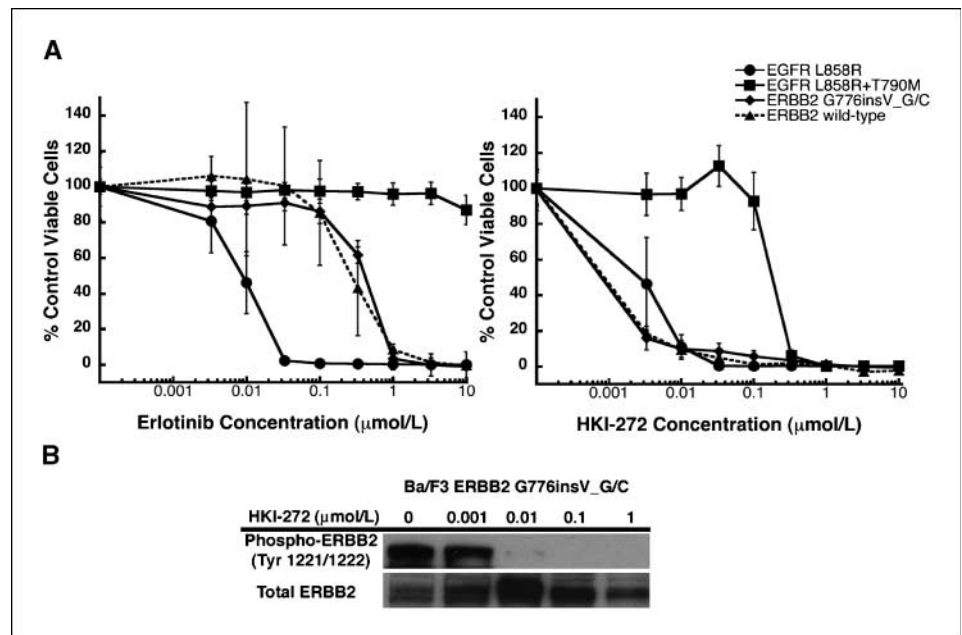 A
EGFR L858R
EGFR L858R+T790M
ERBB2 G776insV_G/C
ERBB2 wild-type
% Control Viable Cells
140
120
100
80
60
40
20
0
0.001 0.01 0.1 1 10
Erlotinib Concentration (μmol/L)
% Control Viable Cells
140
120
100
80
60
40
20
0
0.001 0.01 0.1 1 10
HKI-272 Concentration (μmol/L)
B
Ba/F3 ERBB2 G776insV_G/C
HKI-272 (μmol/L) 0 0.001 0.01 0.1 1
Phospho-ERBB2
(Tyr 1221/1222)
Total ERBB2